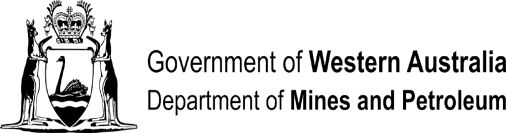 Government of Western Australia
Department of Mines and Petroleum